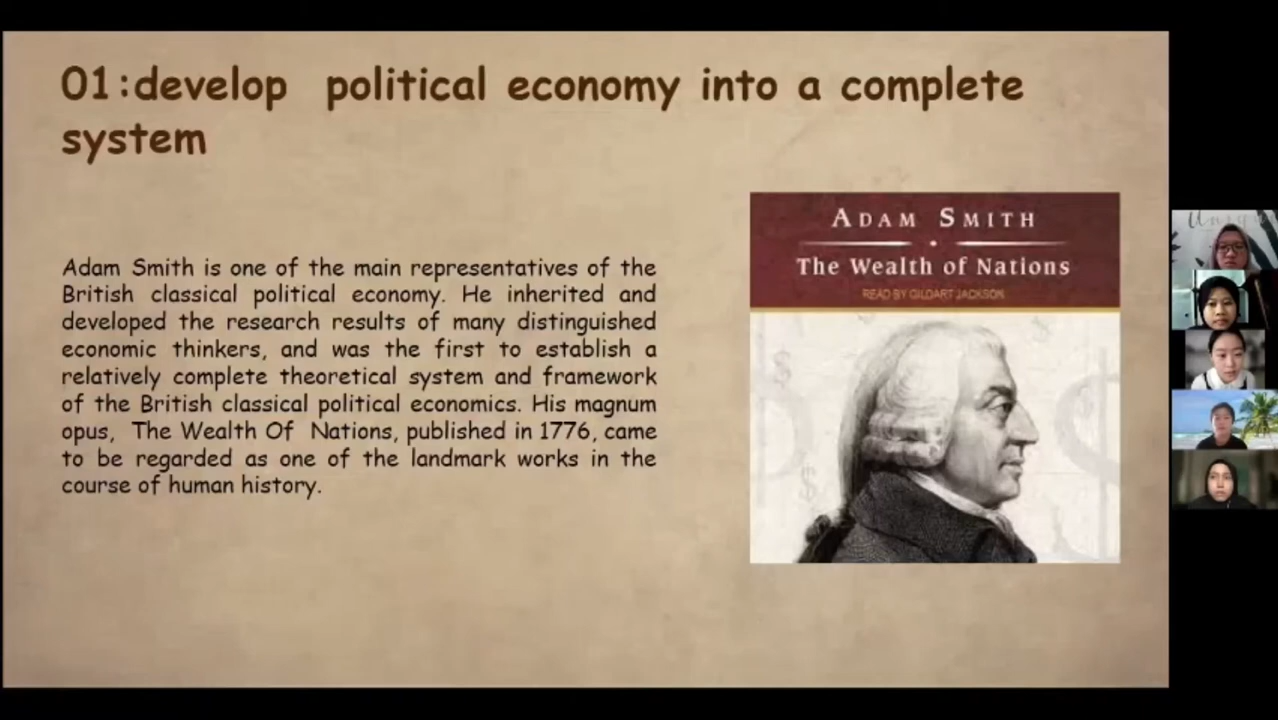 01:develop political economy into a complete
system
Adam Smith is one of the main representatives of the
British classical political economy. He inherited and
developed the research results of many distinguished
economic thinkers, and was the first to establish a
relatively complete theoretical system and framework
of the British classical political economics. His magnum
opus, The Wealth Of Nations, published in 1776, came
to be regarded as one of the landmark works in the
course of human history.
ADAM SMITH
The Wealth of Nations
READ BY GILDART JACKSON